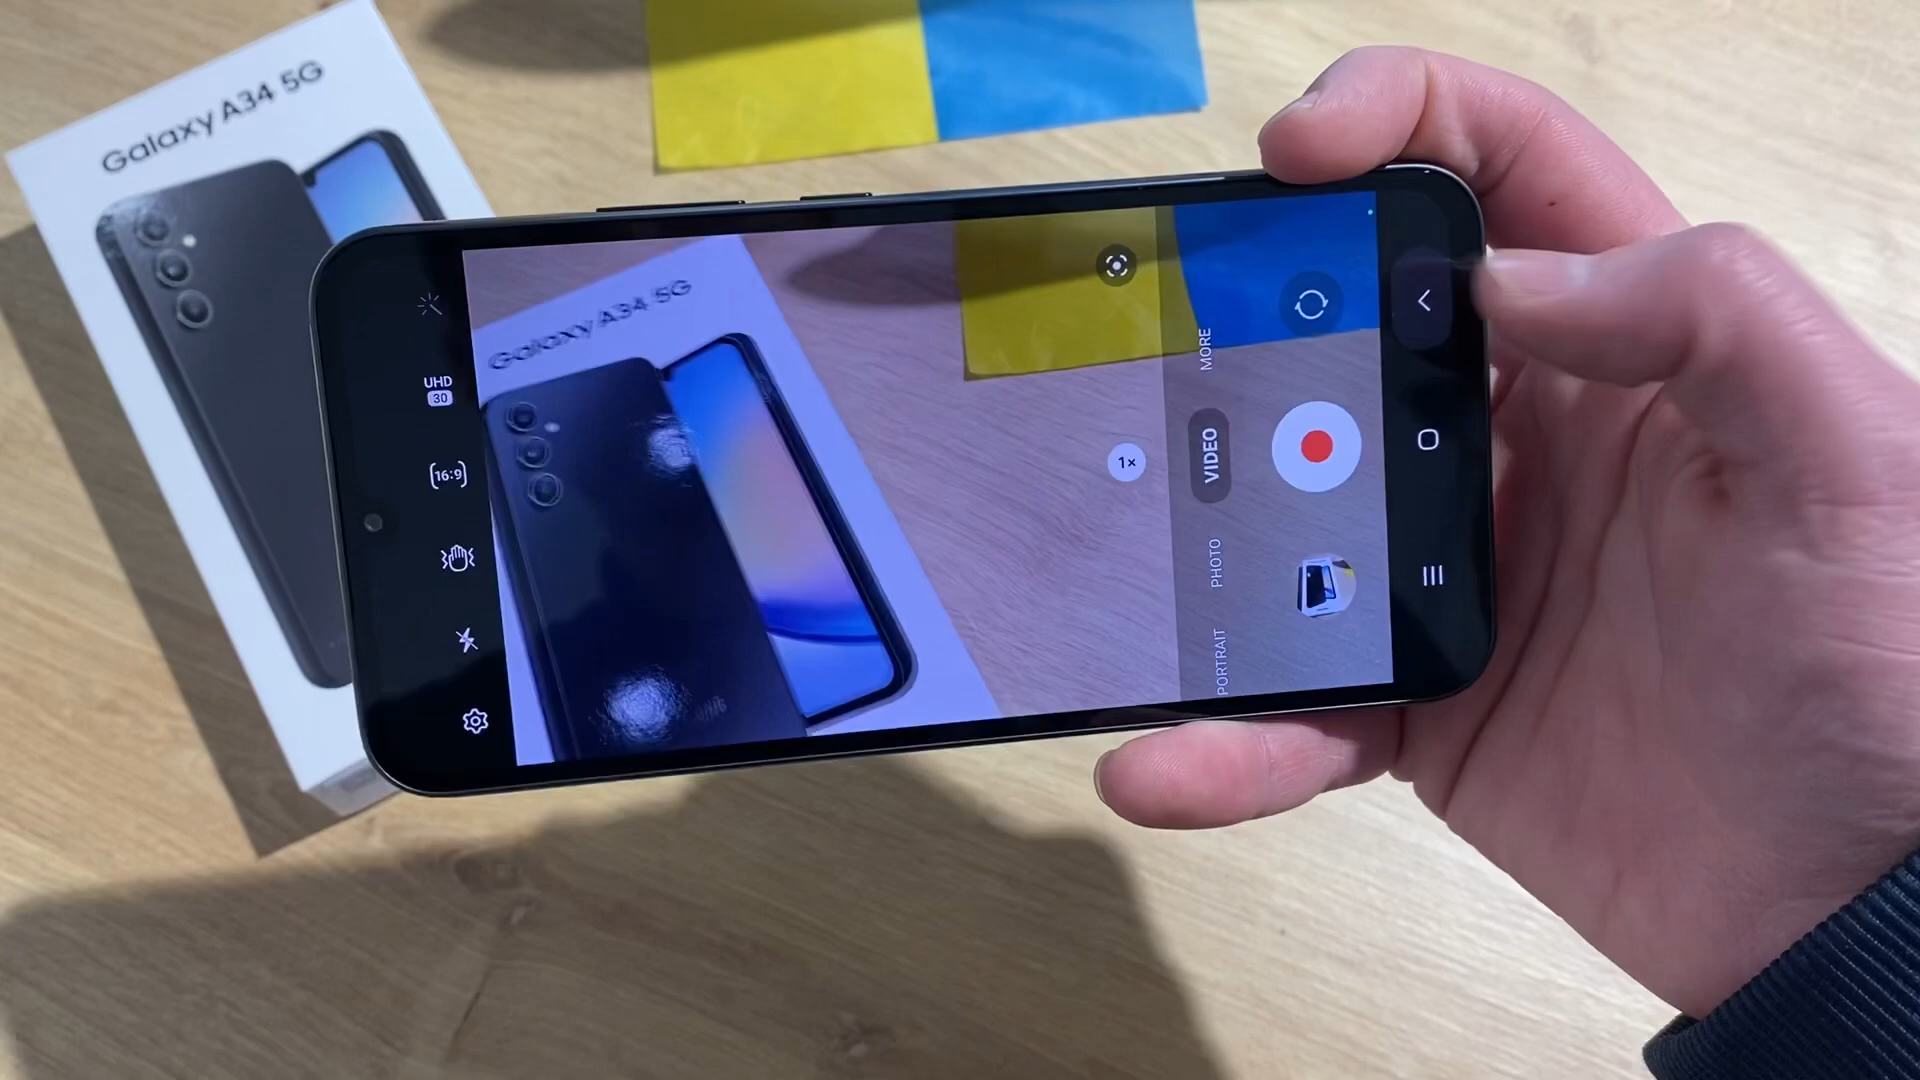 Galaxy A34 5G
UHD
30
16:9
Galaxy A34 5G
1×
MORE
VIDEO
PHOTO
PORTRAIT